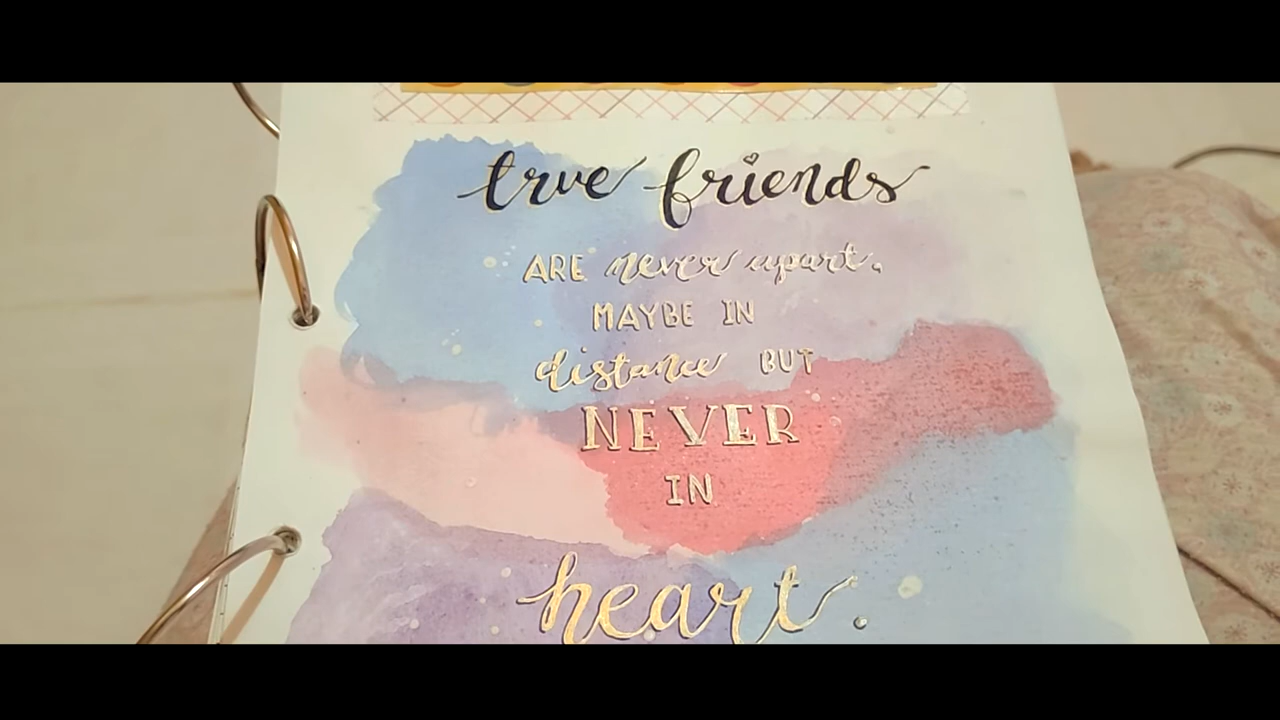 true friends
ARE never apart.
MAYBE IN
distance BUT
NEVER
IN
heart.